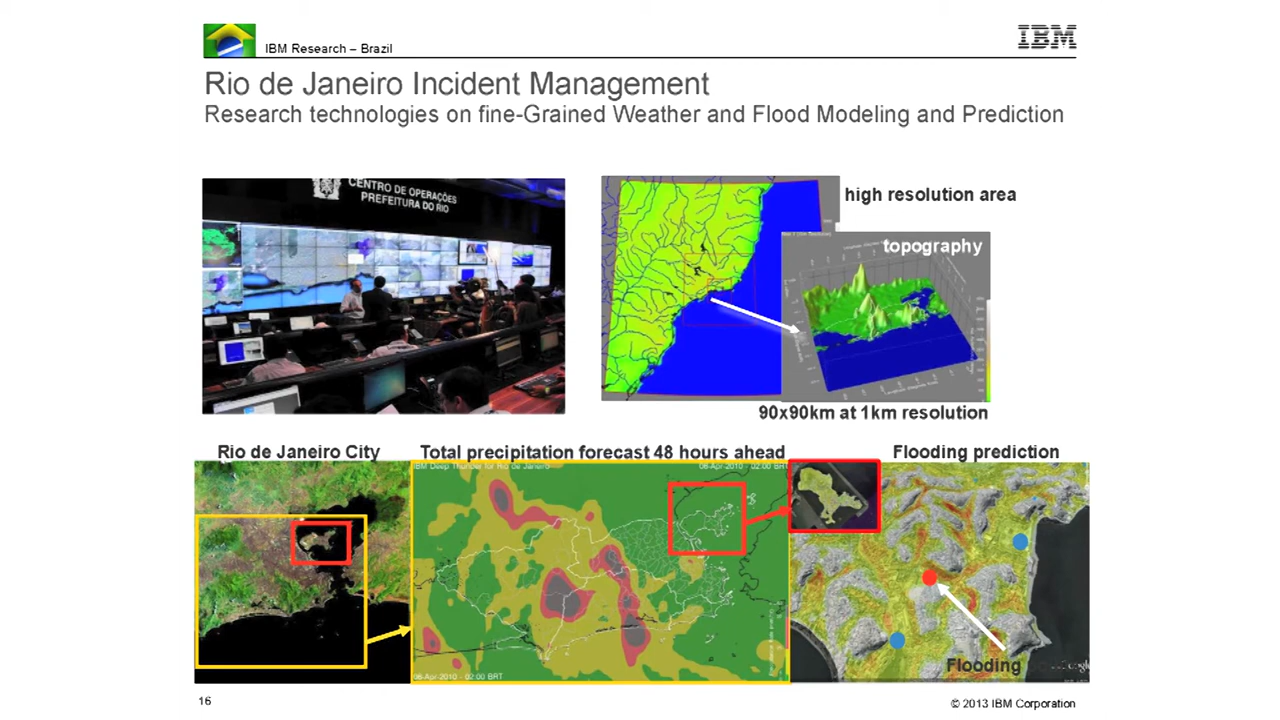 IBM Research – Brazil
IBM
Rio de Janeiro Incident Management
Research technologies on fine-Grained Weather and Flood Modeling and Prediction
CENTRO DE OPERAÇÕES
PREFEITURA DO RIO
high resolution area
topography
90x90km at 1km resolution
Rio de Janeiro City
Total precipitation forecast 48 hours ahead
Flooding prediction
IBM Deep Thunder for Rio de Janeiro
06-Apr-2010 - 02:00 BRT
06-Apr-2010 - 02:00 BRT
Flooding
16
© 2013 IBM Corporation